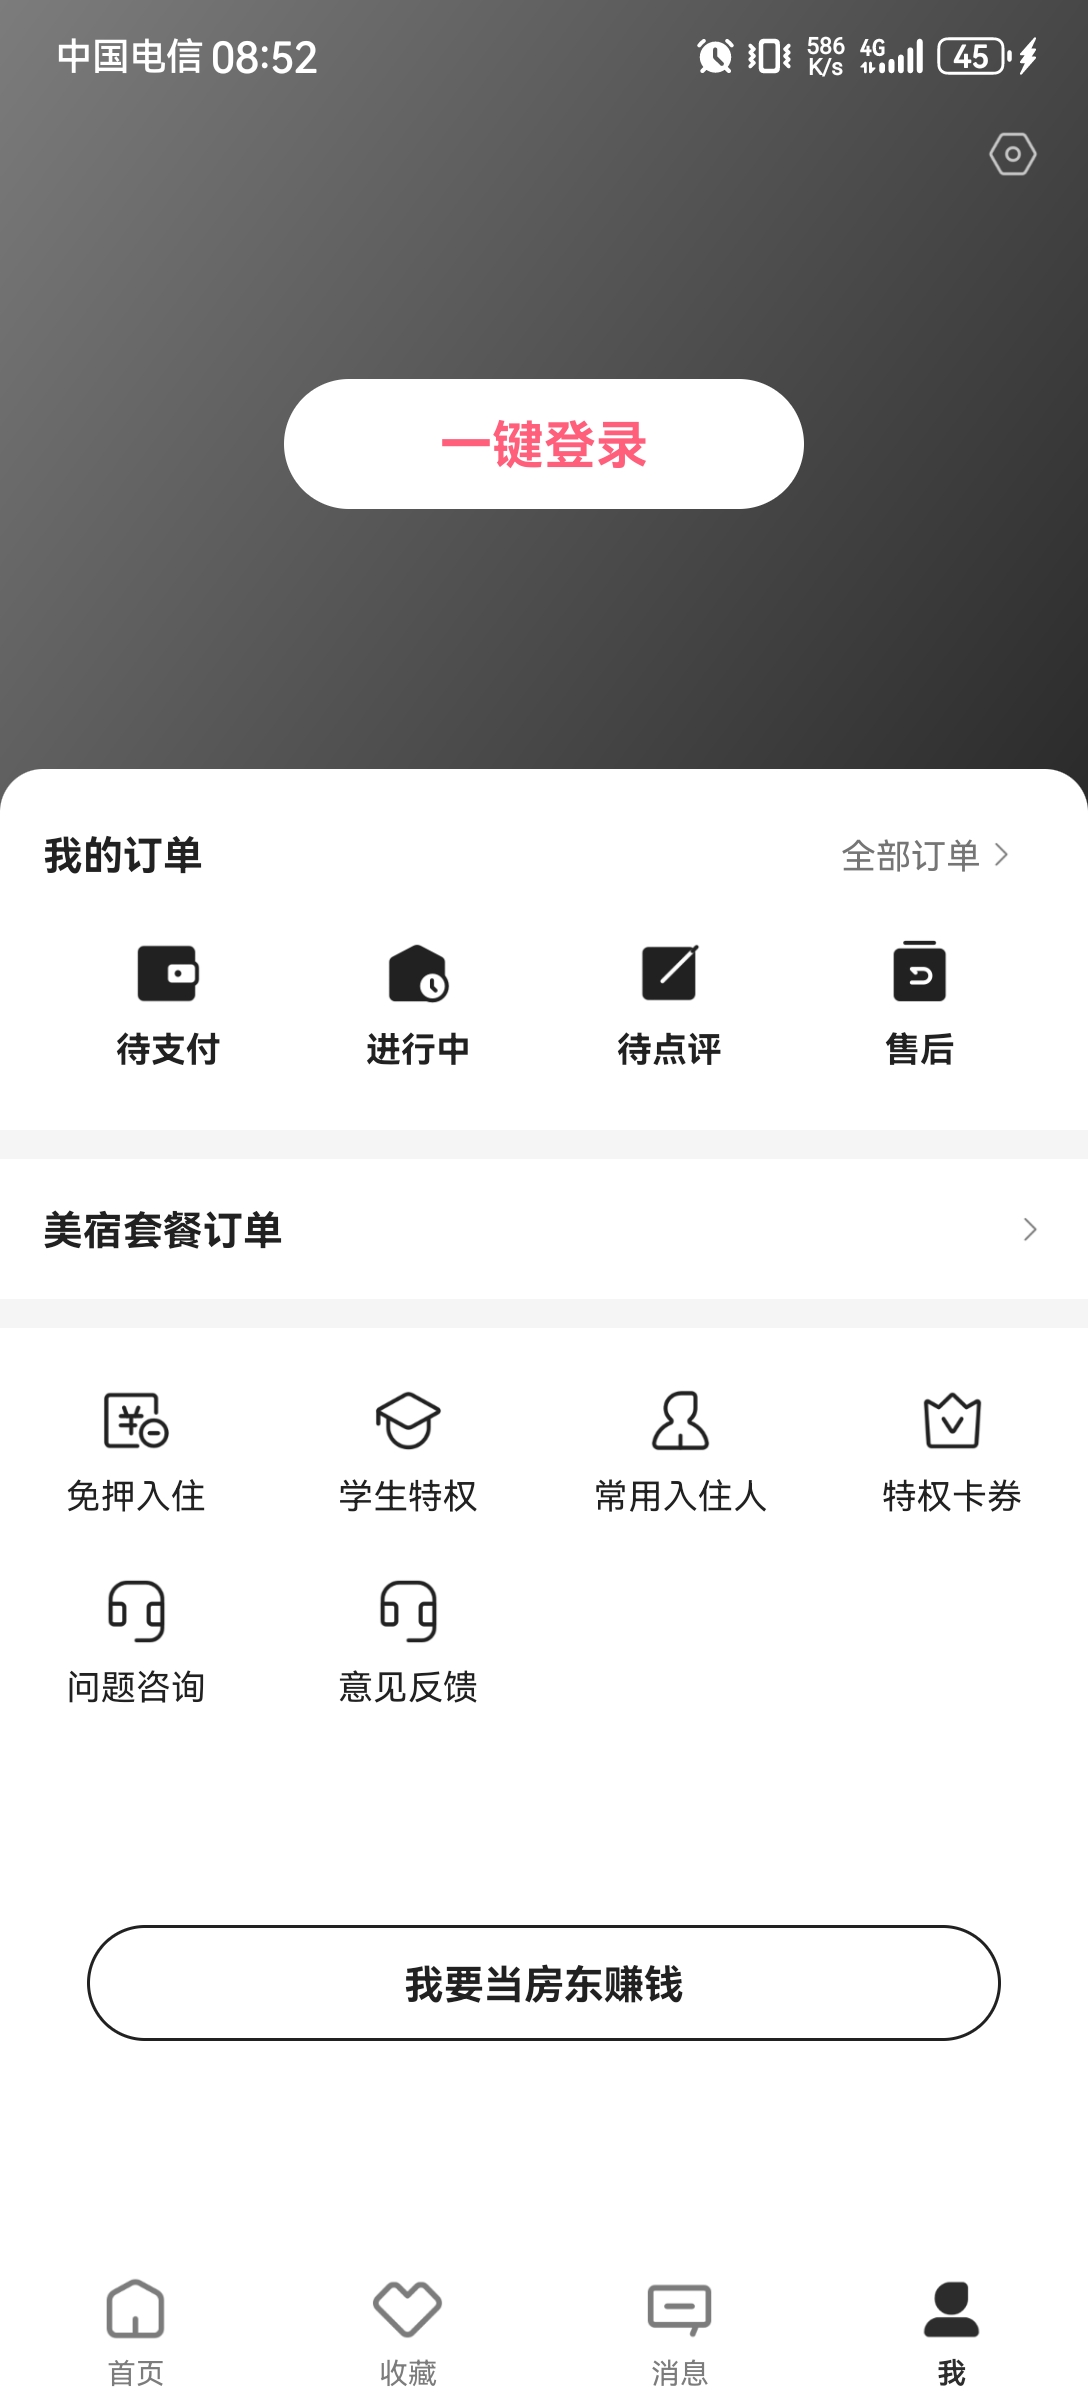 中国电信 08:52
586 K/s 4G 45
一键登录
我的订单 全部订单
待支付 进行中 待点评 售后
美宿套餐订单
免押入住 学生特权 常用入住人 特权卡券
问题咨询 意见反馈
我要当房东赚钱
首页 收藏 消息 我